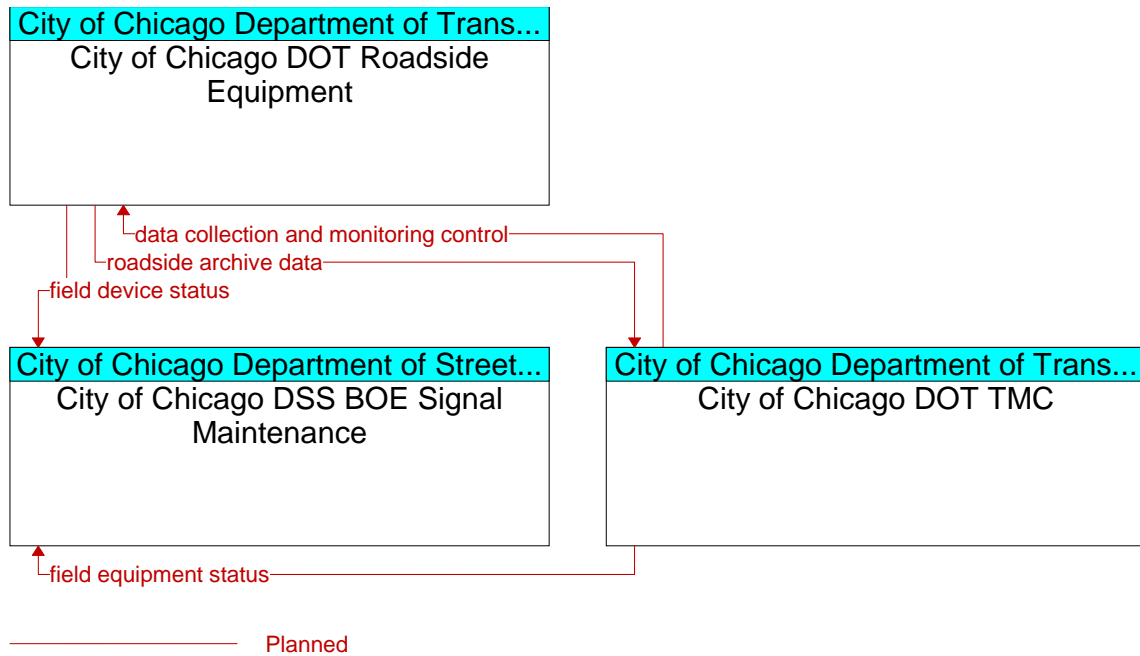 City of Chicago Department of Trans...
City of Chicago DOT Roadside
Equipment
data collection and monitoring control
roadside archive data
field device status
City of Chicago Department of Street...
City of Chicago DSS BOE Signal
Maintenance
City of Chicago Department of Trans...
City of Chicago DOT TMC
field equipment status
Planned